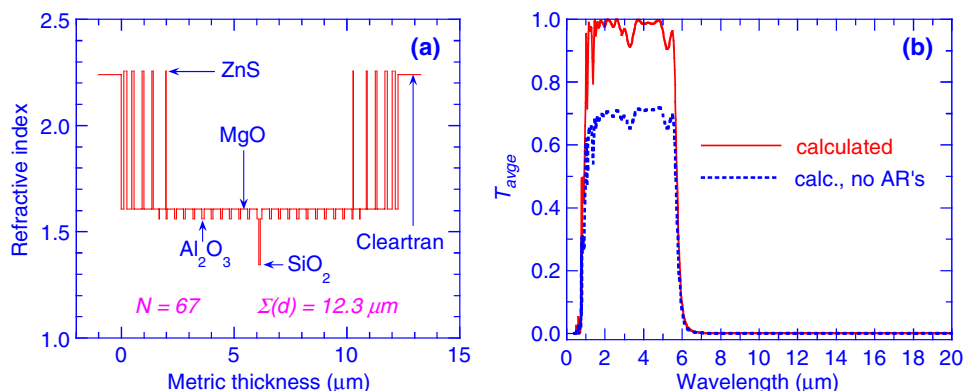 (a)
Refractive index
2.5
2.0
1.5
1.0
ZnS
MgO
Al₂O₃
SiO₂
Cleartran
N = 67
Σ(d) = 12.3 μm
0
5
10
15
Metric thickness (μm)
(b)
T_avge
1.0
0.8
0.6
0.4
0.2
0.0
calculated
calc., no AR's
0 2 4 6 8 10 12 14 16 18 20
Wavelength (μm)